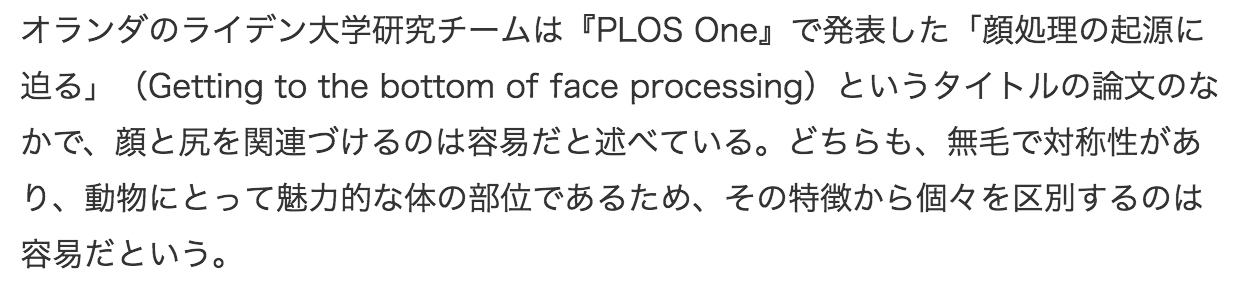 オランダのライデン大学研究チームは『PLOS One』で発表した「顔処理の起源に
迫る」（Getting to the bottom of face processing）というタイトルの論文のな
かで、顔と尻を関連づけるのは容易だと述べている。どちらも、無毛で対称性があ
り、動物にとって魅力的な体の部位であるため、その特徴から個々を区別するのは
容易だという。